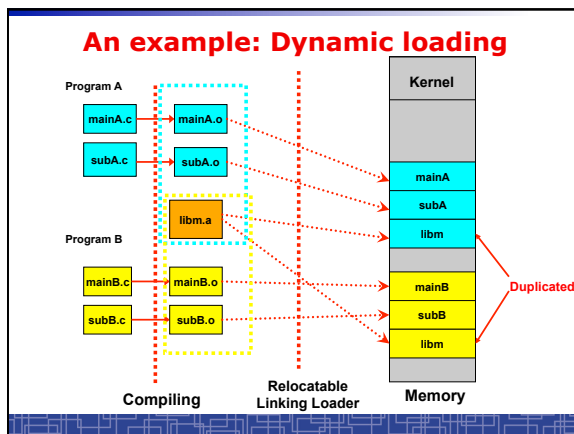 An example: Dynamic loading
Program A
mainA.c
mainA.o
subA.c
subA.o
libm.a
Program B
mainB.c
mainB.o
subB.c
subB.o
Kernel
mainA
subA
libm
mainB
subB
libm
Duplicated
Compiling
Relocatable
Linking Loader
Memory